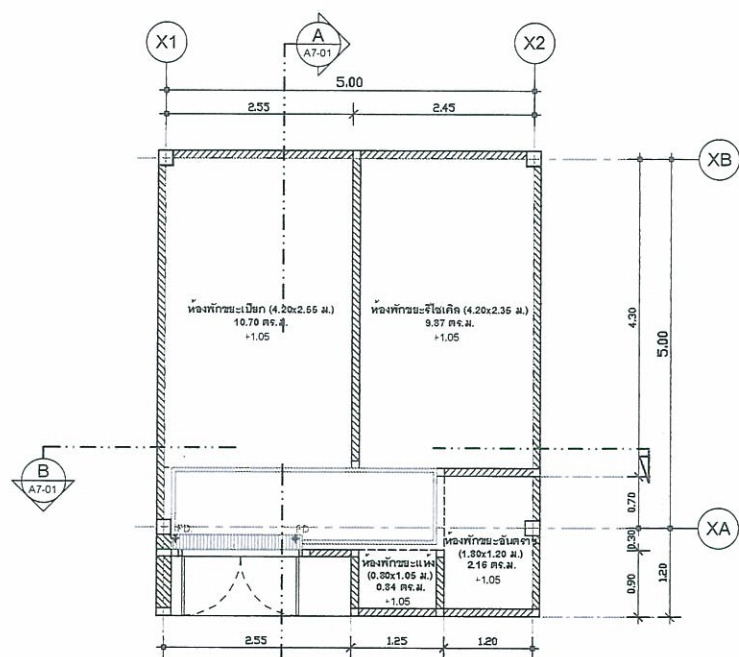 X1
A
A7-01
X2
5.00
2.55
2.45
XB
ห้องพักขยะเปียก (4.20x2.55 ม.)
10.70 ตร.ม.
+1.05
ห้องพักขยะรีไซเคิล (4.20x2.35 ม.)
9.87 ตร.ม.
+1.05
4.30
5.00
B
A7-01
0.70
FD.
FD.
XA
ห้องพักขยะอันตราย
(1.80x1.20 ม.)
2.16 ตร.ม.
+1.05
0.30
ห้องพักขยะแห้ง
(0.80x1.05 ม.)
0.84 ตร.ม.
+1.05
0.90
1.20
2.55
1.25
1.20